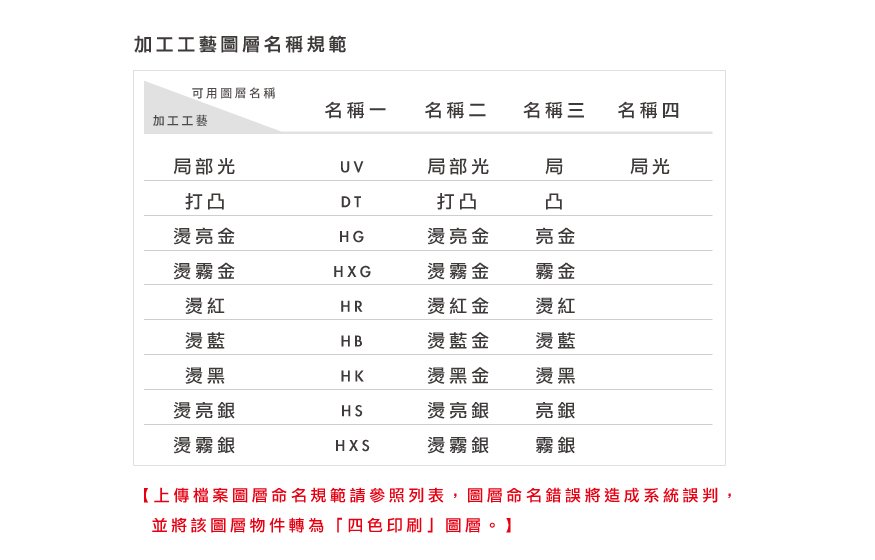 加工工藝圖層名稱規範
可用圖層名稱
加工工藝 名稱一 名稱二 名稱三 名稱四
局部光 UV 局部光 局 局光
打凸 DT 打凸 凸
燙亮金 HG 燙亮金 亮金
燙霧金 HXG 燙霧金 霧金
燙紅 HR 燙紅金 燙紅
燙藍 HB 燙藍金 燙藍
燙黑 HK 燙黑金 燙黑
燙亮銀 HS 燙亮銀 亮銀
燙霧銀 HXS 燙霧銀 霧銀
【上傳檔案圖層命名規範請參照列表，圖層命名錯誤將造成系統誤判，
並將該圖層物件轉為「四色印刷」圖層。】